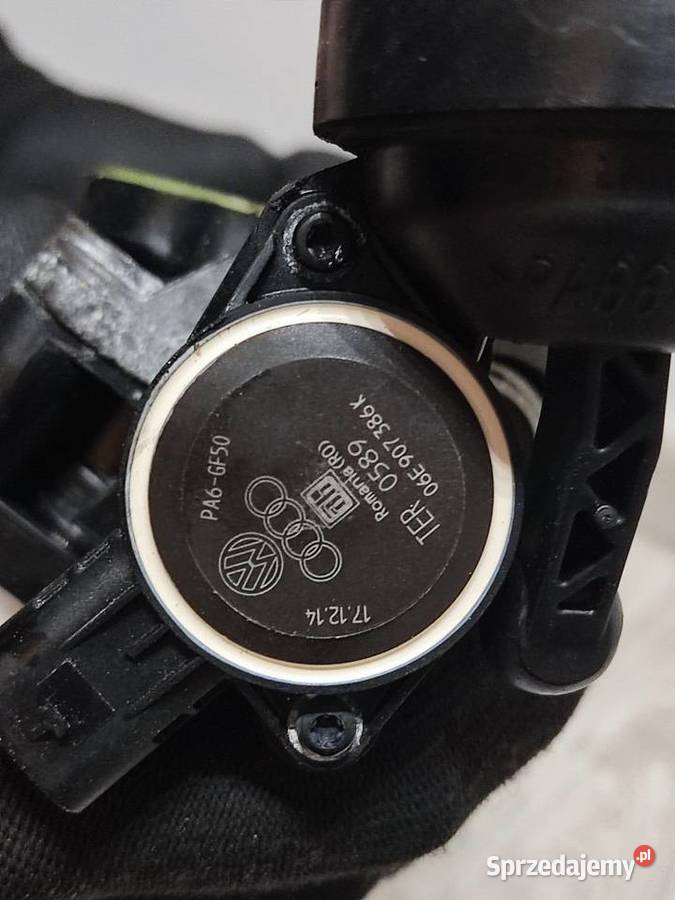 06E 907 386 K
TER 0589
Romania (RO)
PA6-GF50
17.12.14
Sprzedajemy.pl